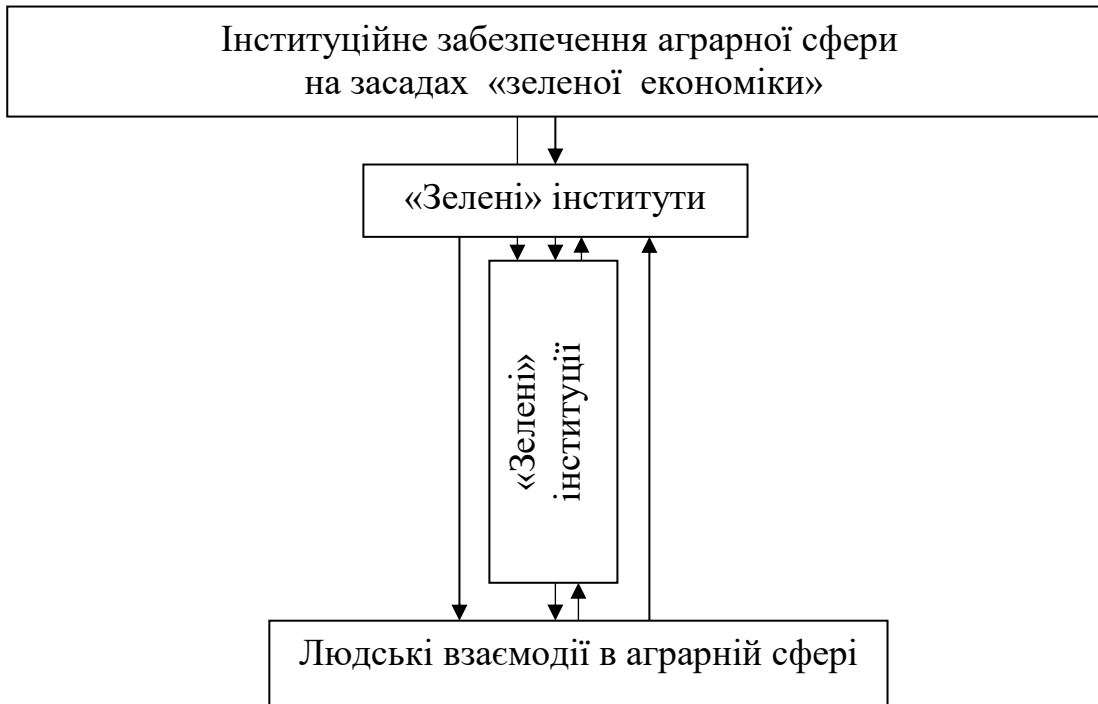 Інституційне забезпечення аграрної сфери
на засадах «зеленої економіки»
«Зелені» інститути
«Зелені»
інституції
Людські взаємодії в аграрній сфері